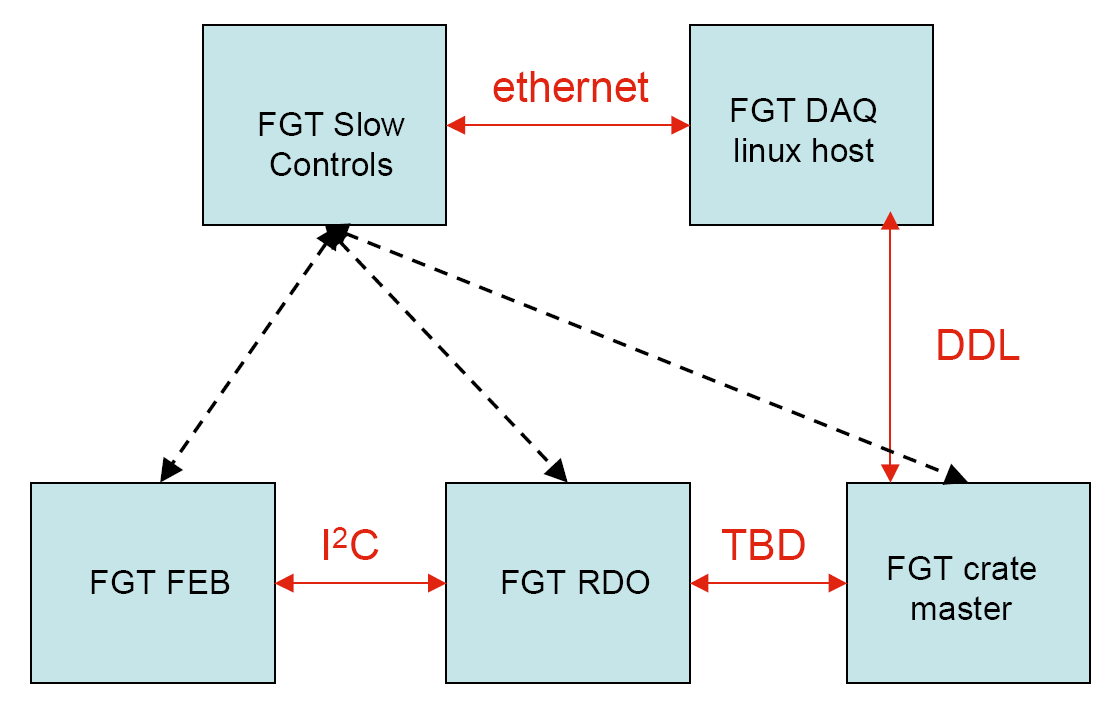 ethernet
FGT Slow
Controls
FGT DAQ
linux host
DDL
I²C
TBD
FGT FEB
FGT RDO
FGT crate
master